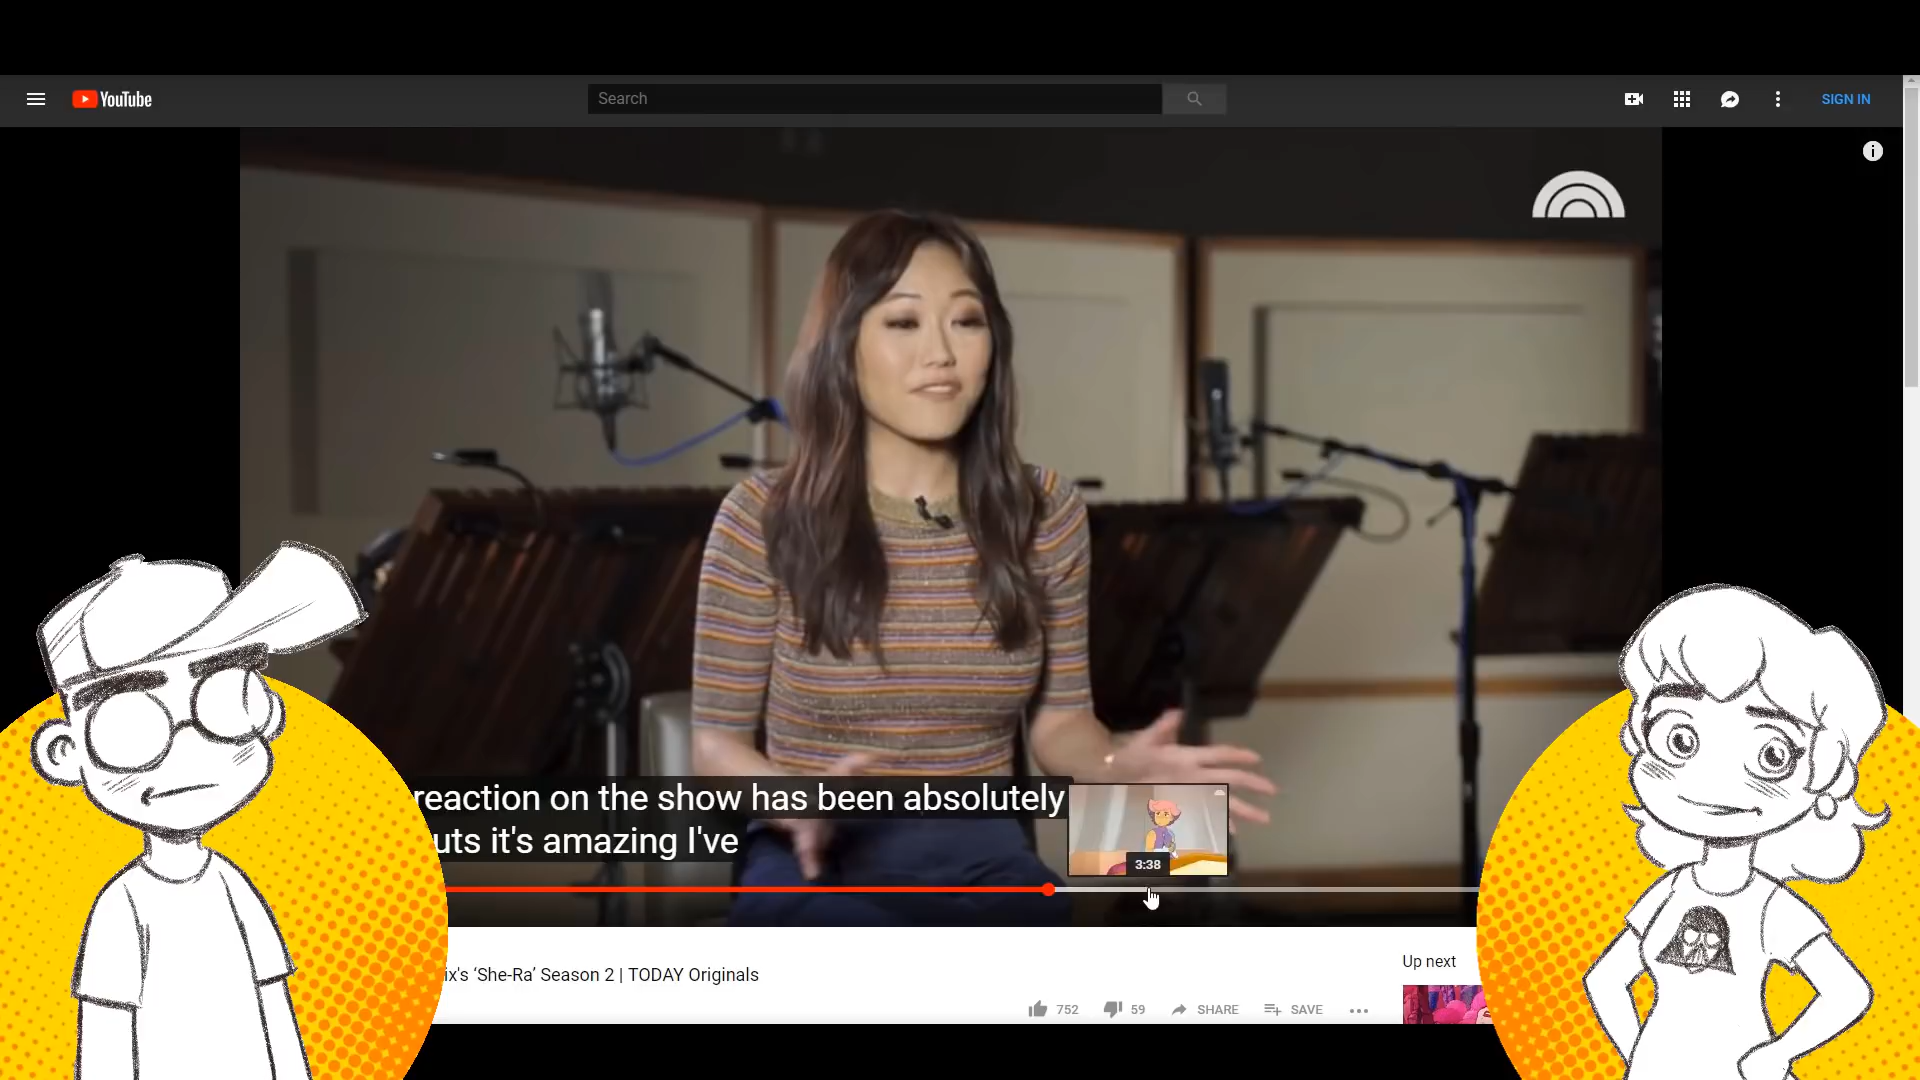 YouTube
Search
SIGN IN
reaction on the show has been absolutely
uts it's amazing I've
3:38
ix's ‘She-Ra’ Season 2 | TODAY Originals
Up next
752
59
SHARE
SAVE